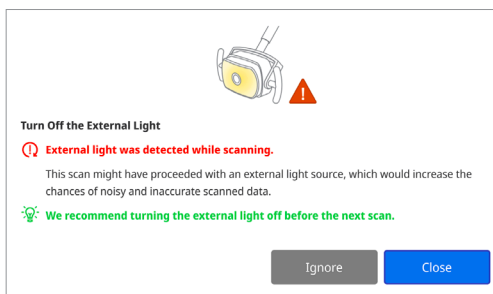 Turn Off the External Light
External light was detected while scanning.
This scan might have proceeded with an external light source, which would increase the
chances of noisy and inaccurate scanned data.
We recommend turning the external light off before the next scan.
Ignore
Close